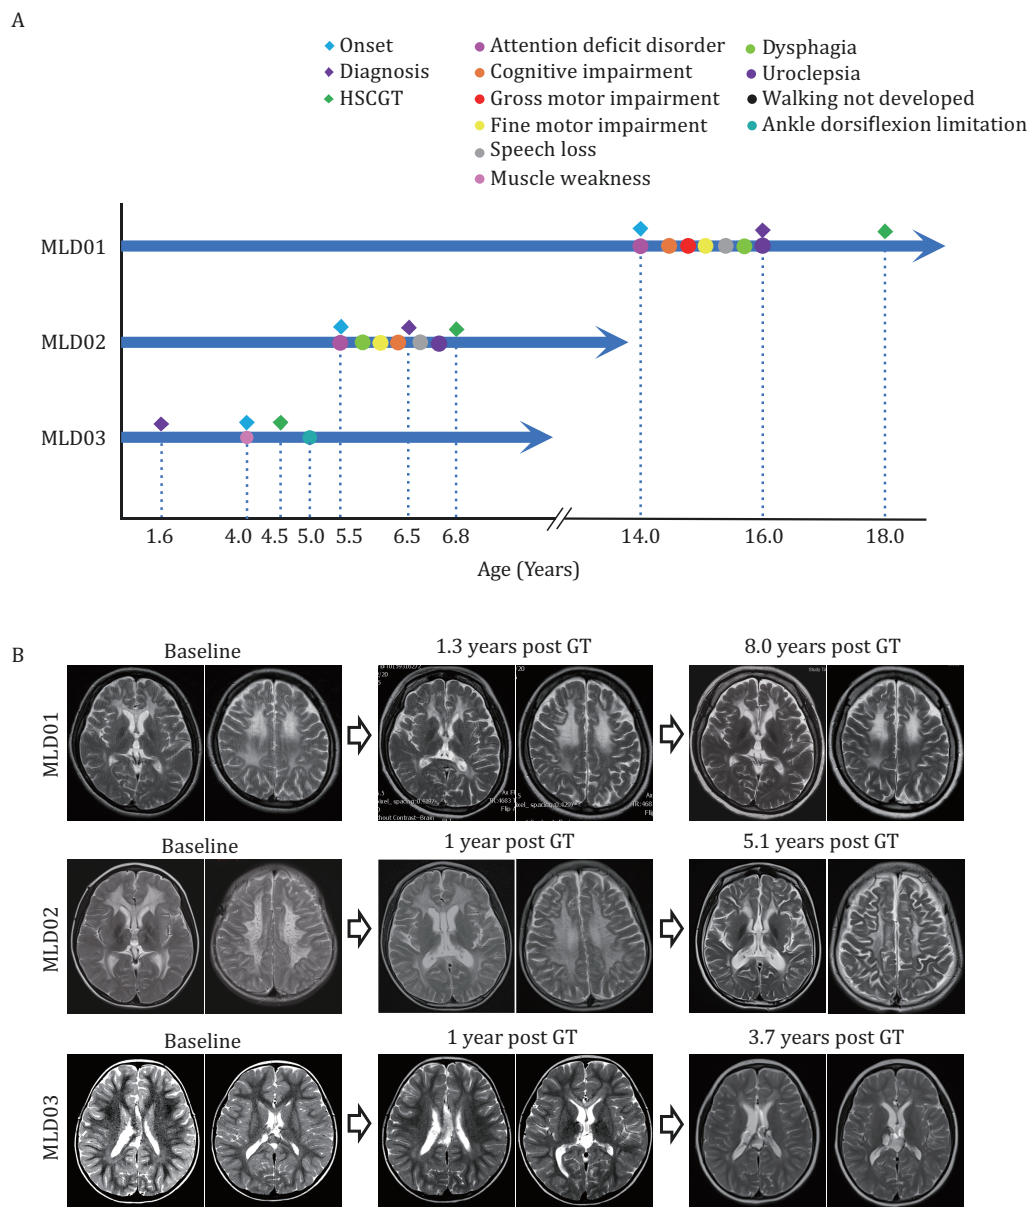 A
Onset
Diagnosis
HSCGT
Attention deficit disorder
Cognitive impairment
Gross motor impairment
Fine motor impairment
Speech loss
Muscle weakness
Dysphagia
Uroclepsia
Walking not developed
Ankle dorsiflexion limitation
MLD01
MLD02
MLD03
1.6 4.0 4.5 5.0 5.5 6.5 6.8 14.0 16.0 18.0
Age (Years)
B
Baseline 1.3 years post GT 8.0 years post GT
MLD01
Baseline 1 year post GT 5.1 years post GT
MLD02
Baseline 1 year post GT 3.7 years post GT
MLD03